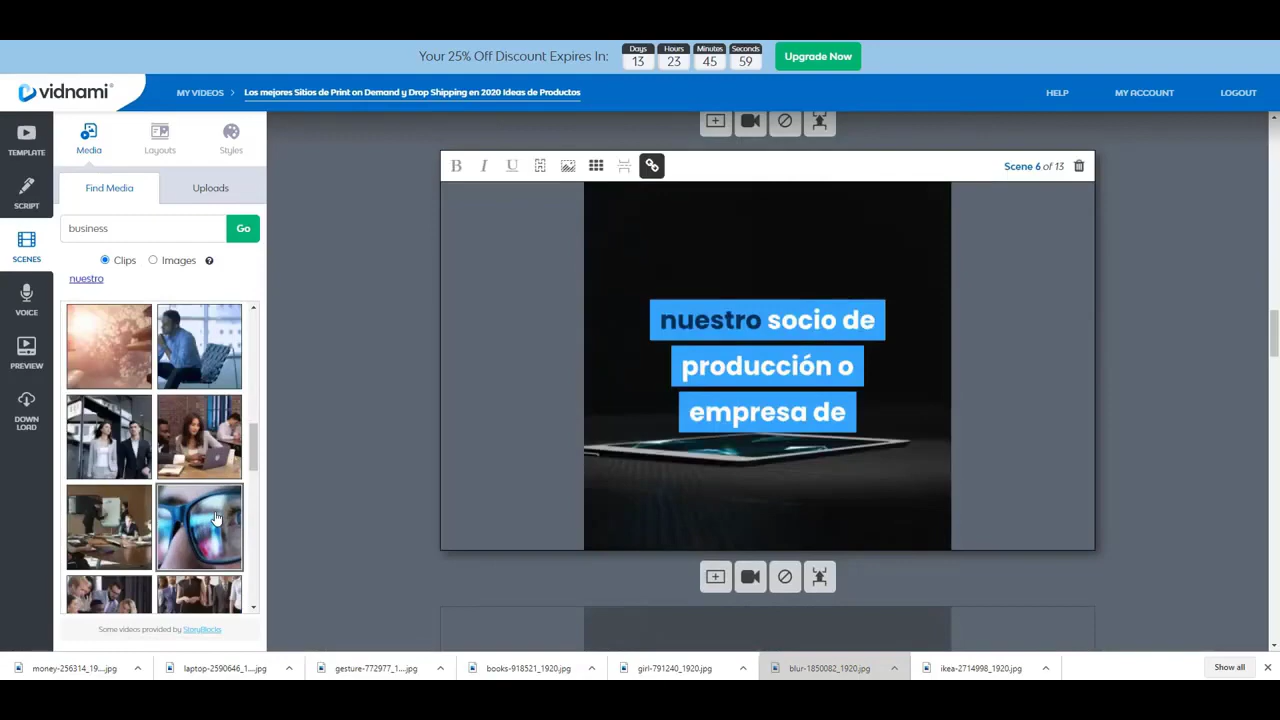 Your 25% Off Discount Expires In:
Days Hours Minutes Seconds
13 23 45 59
Upgrade Now
vidnami
MY VIDEOS > Los mejores Sitios de Print on Demand y Drop Shipping en 2020 Ideas de Productos
HELP MY ACCOUNT LOGOUT
TEMPLATE
SCRIPT
SCENES
VOICE
PREVIEW
DOWN
LOAD
Media Layouts Styles
Find Media Uploads
business Go
Clips Images ?
nuestro
Some videos provided by StoryBlocks
B I U H
Scene 6 of 13
nuestro socio de
producción o
empresa de
money-256314_19....jpg laptop-2590646_1....jpg gesture-772977_1....jpg books-918521_1920.jpg girl-791240_1920.jpg blur-1850082_1920.jpg ikea-2714998_1920.jpg Show all